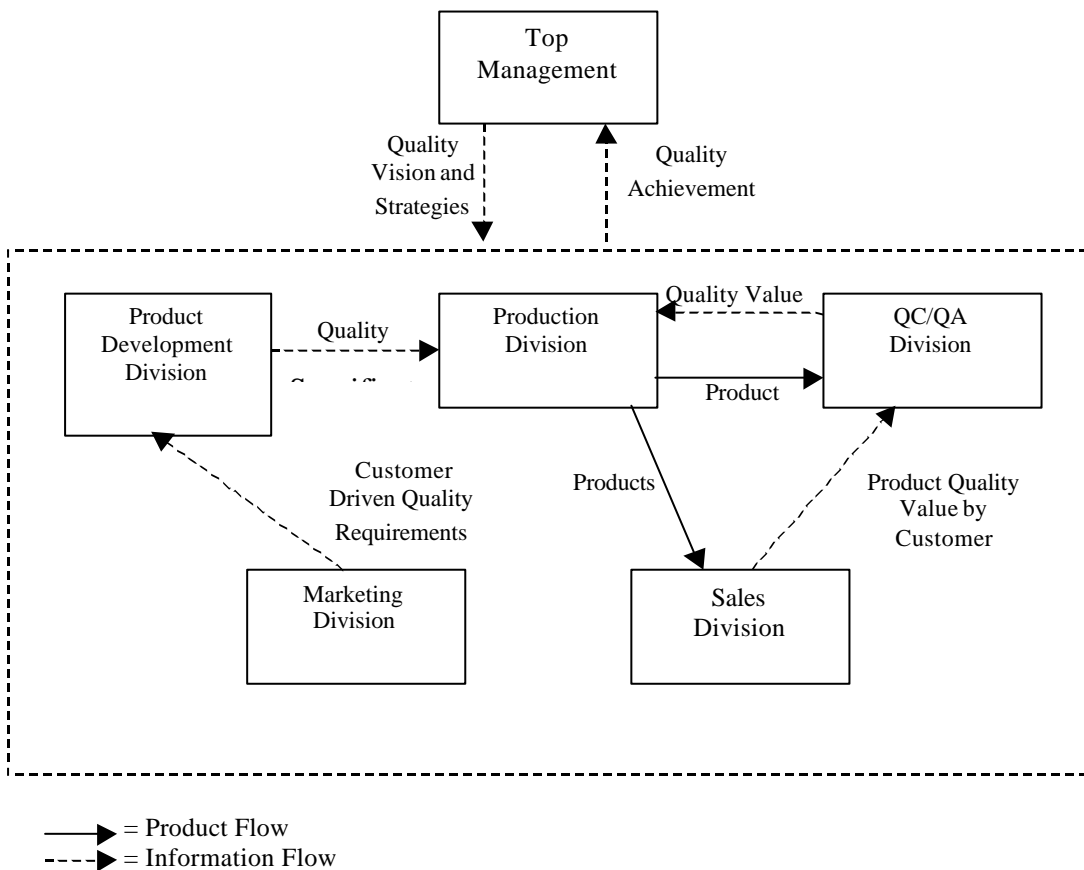 Top
Management
Quality
Vision and
Strategies
Quality
Achievement
Product
Development
Division
Quality
Production
Division
Quality Value
QC/QA
Division
Product
Customer
Driven Quality
Requirements
Products
Product Quality
Value by
Customer
Marketing
Division
Sales
Division
= Product Flow
= Information Flow